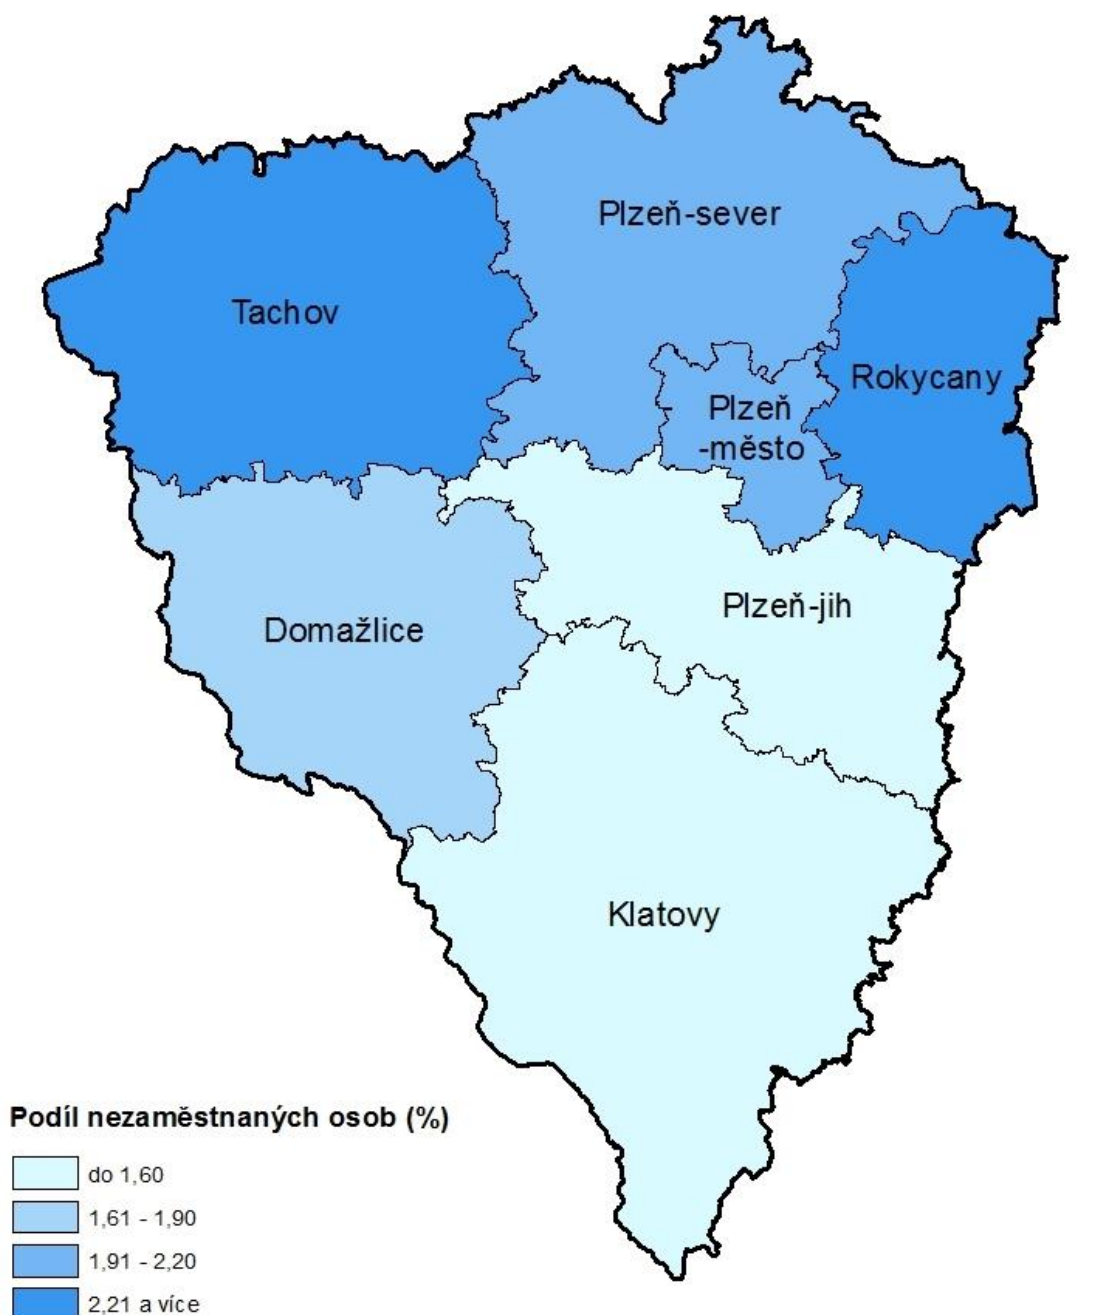 Plzeň-sever
Tachov
Rokycany
Plzeň
-město
Plzeň-jih
Domažlice
Klatovy
Podíl nezaměstnaných osob (%)
do 1,60
1,61 - 1,90
1,91 - 2,20
2,21 a více